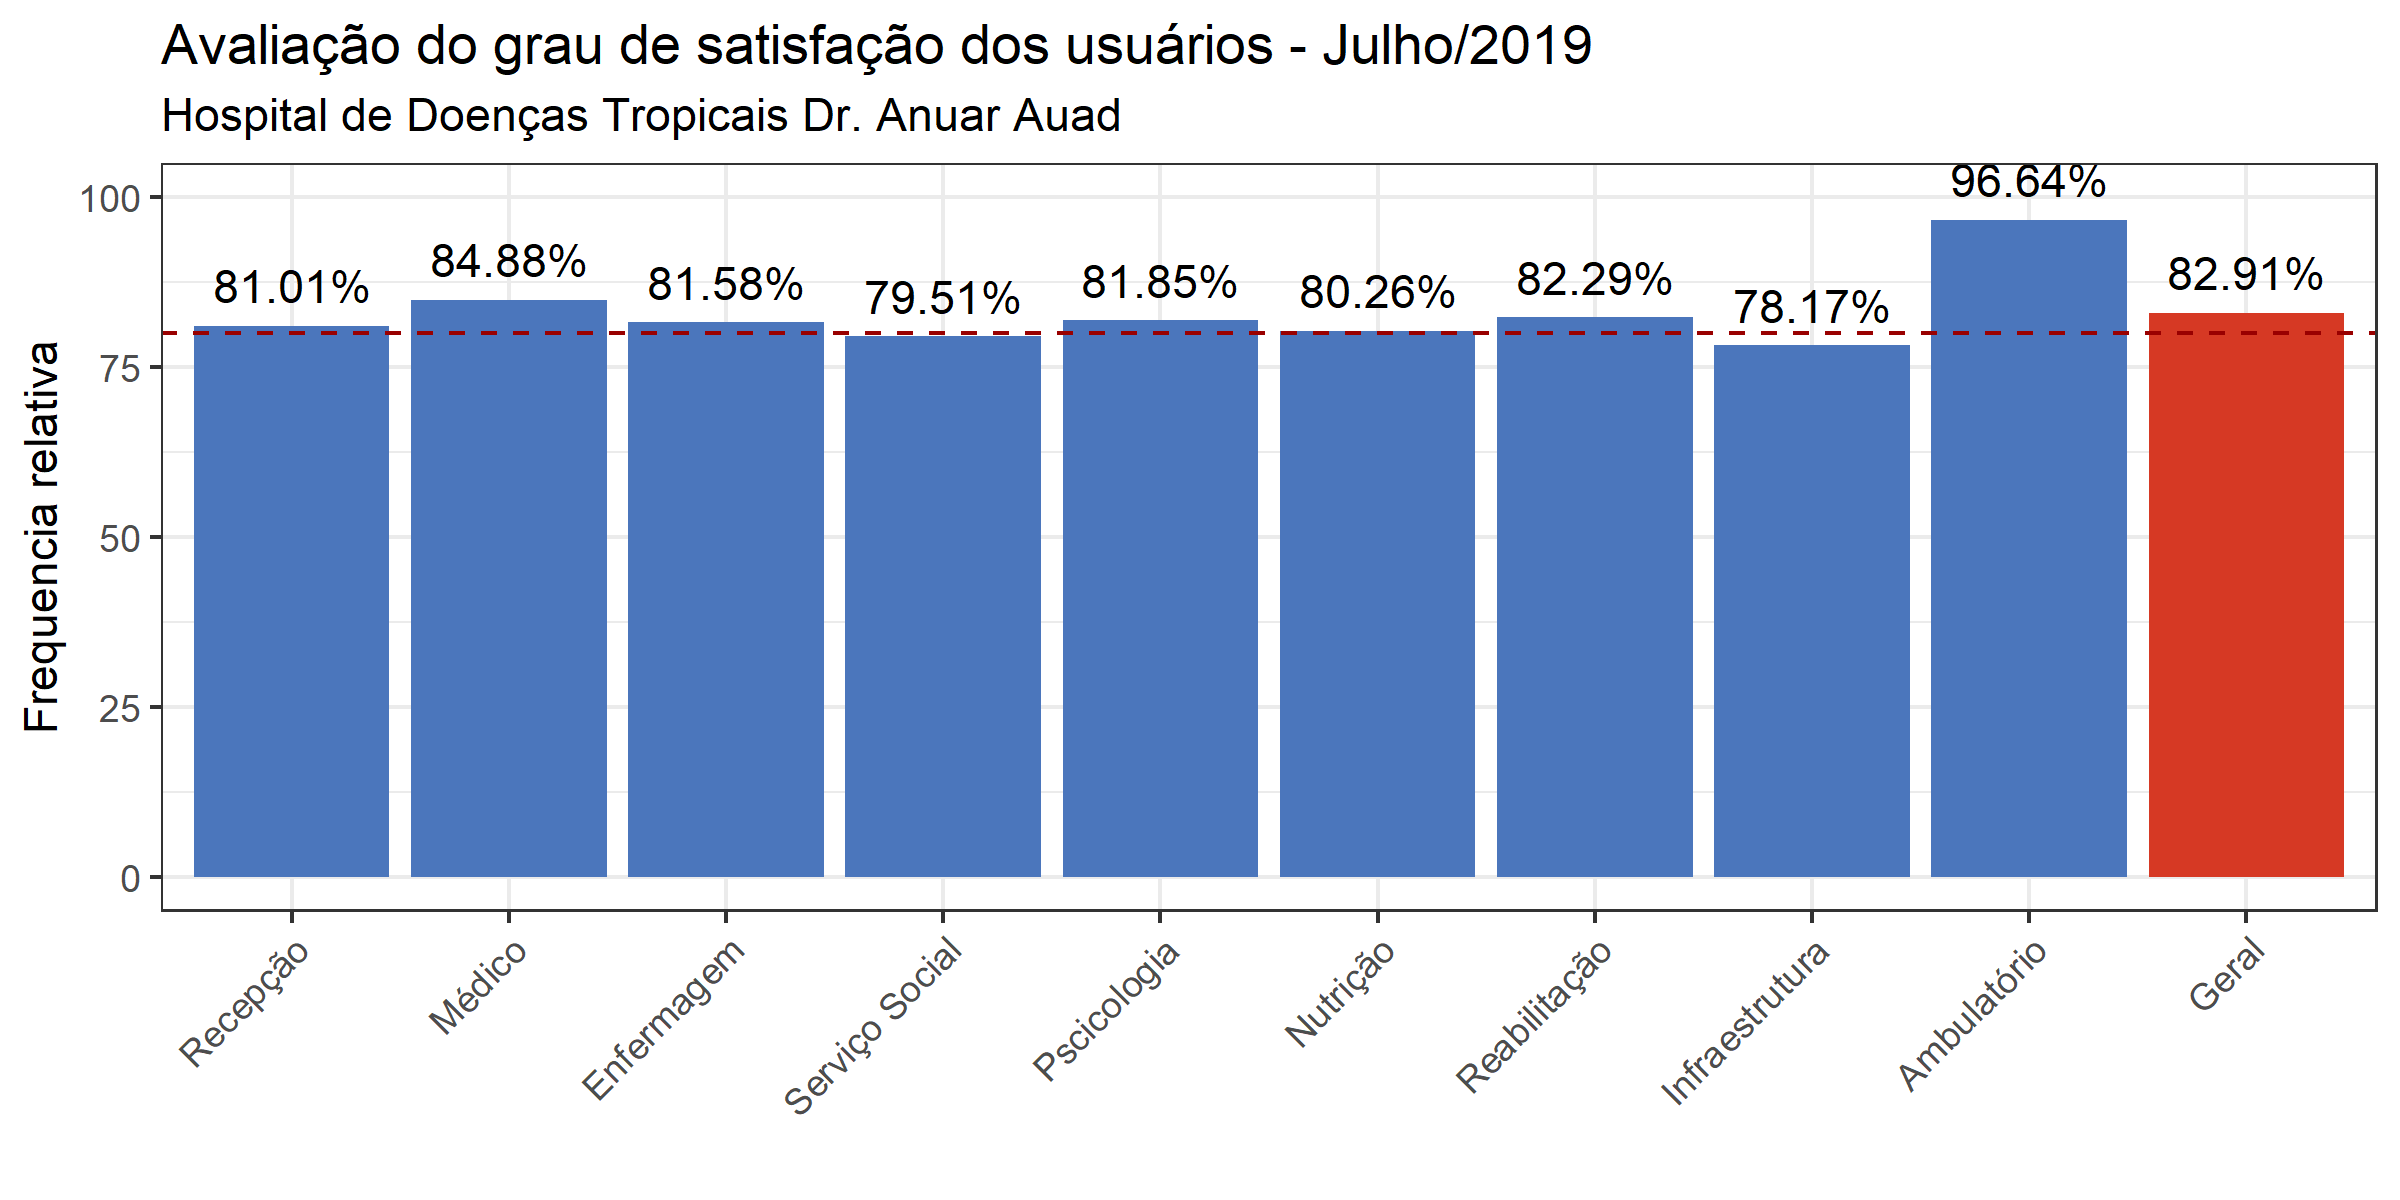 Avaliação do grau de satisfação dos usuários - Julho/2019
Hospital de Doenças Tropicais Dr. Anuar Auad
Frequencia relativa
100
75
50
25
0
81.01%
84.88%
81.58%
79.51%
81.85%
80.26%
82.29%
78.17%
96.64%
82.91%
Recepção
Médico
Enfermagem
Serviço Social
Pscicologia
Nutrição
Reabilitação
Infraestrutura
Ambulatório
Geral